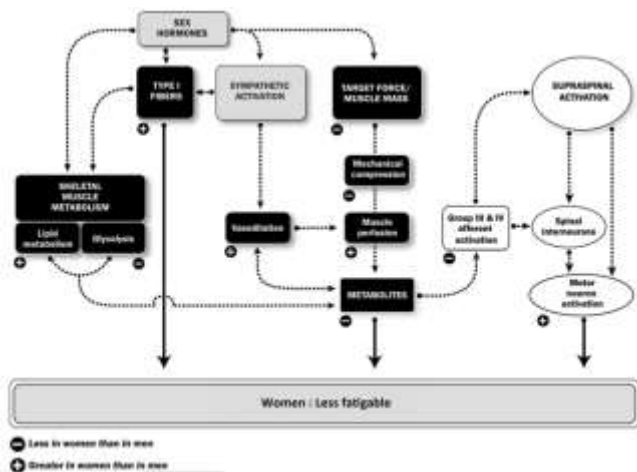 SEX
HORMONES
TYPE I
FIBERS
SYMPATHETIC
ACTIVATION
TARGET FORCE/
MUSCLE MASS
SUPRASPINAL
ACTIVATION
Mechanical
compression
SKELETAL
MUSCLE
METABOLISM
Lipid
metabolism
Glycolysis
Vasodilation
Muscle
perfusion
Group III & IV
afferent
activation
Spinal
interneurons
METABOLITES
Motor
neuron
activation
Women : Less fatigable
Less in women than in men
Greater in women than in men